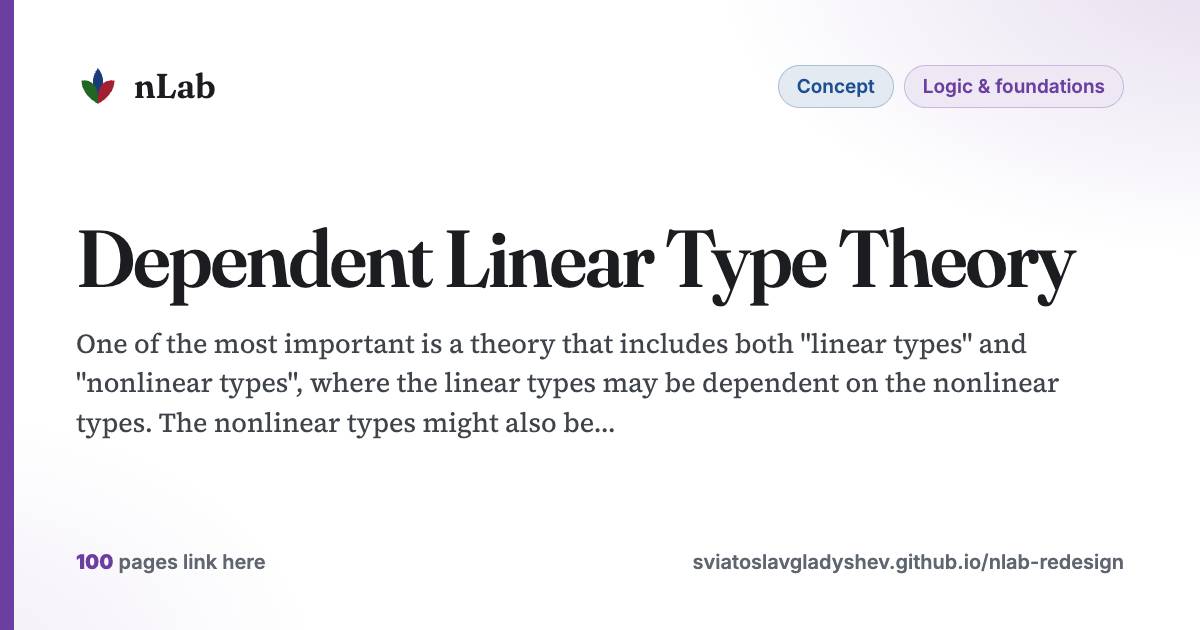 nLab
Concept
Logic & foundations
Dependent Linear Type Theory
One of the most important is a theory that includes both "linear types" and
"nonlinear types", where the linear types may be dependent on the nonlinear
types. The nonlinear types might also be...
100 pages link here
sviatoslavgladyshev.github.io/nlab-redesign